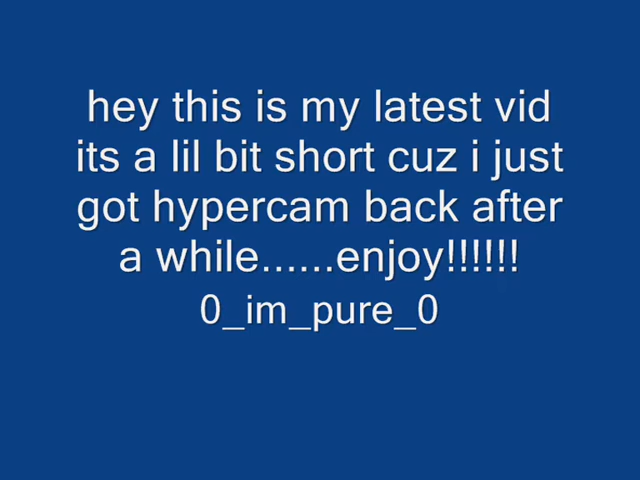 hey this is my latest vid
its a lil bit short cuz i just
got hypercam back after
a while......enjoy!!!!!!
0_im_pure_0